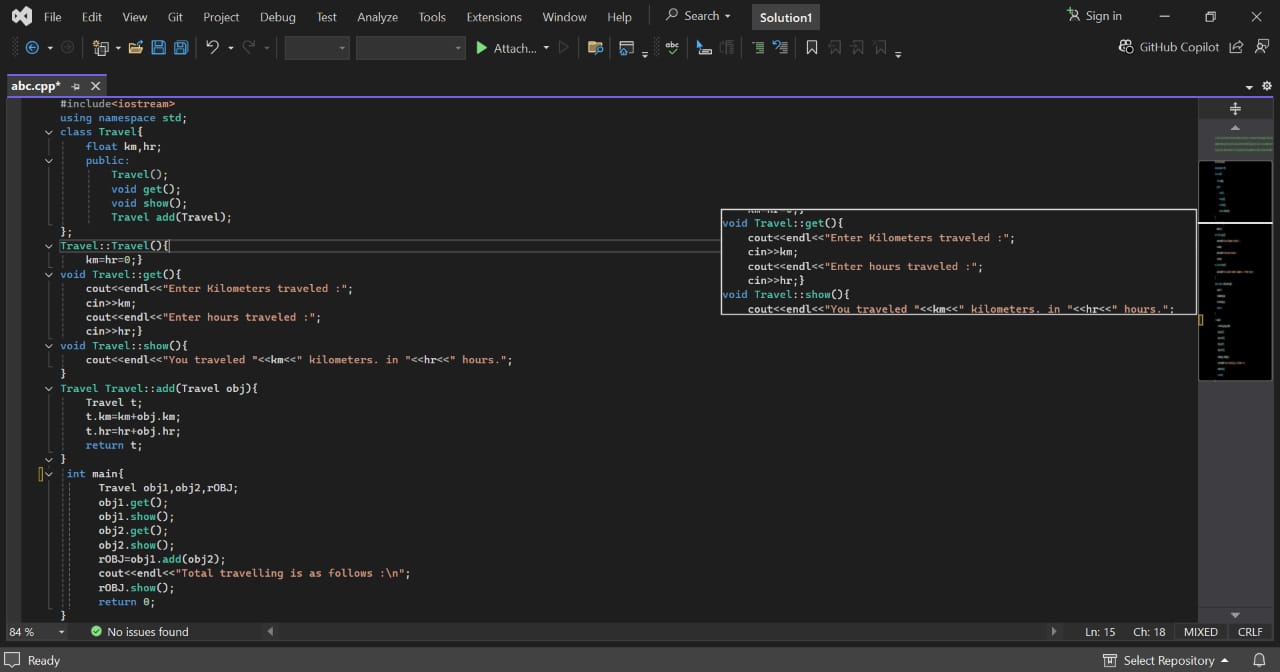 File Edit View Git Project Debug Test Analyze Tools Extensions Window Help Search Solution1 Sign in
Attach... abc GitHub Copilot
abc.cpp*
#include<iostream>
using namespace std;
class Travel{
float km,hr;
public:
Travel();
void get();
void show();
Travel add(Travel);
};
Travel::Travel(){
km=hr=0;}
void Travel::get(){
cout<<endl<<"Enter Kilometers traveled :";
cin>>km;
cout<<endl<<"Enter hours traveled :";
cin>>hr;}
void Travel::show(){
cout<<endl<<"You traveled "<<km<<" kilometers. in "<<hr<<" hours.";
}
Travel Travel::add(Travel obj){
Travel t;
t.km=km+obj.km;
t.hr=hr+obj.hr;
return t;
}
int main{
Travel obj1,obj2,rOBJ;
obj1.get();
obj1.show();
obj2.get();
obj2.show();
rOBJ=obj1.add(obj2);
cout<<endl<<"Total travelling is as follows :\n";
rOBJ.show();
return 0;
}
km=hr=0;}
void Travel::get(){
cout<<endl<<"Enter Kilometers traveled :";
cin>>km;
cout<<endl<<"Enter hours traveled :";
cin>>hr;}
void Travel::show(){
cout<<endl<<"You traveled "<<km<<" kilometers. in "<<hr<<" hours.";
84 % No issues found Ln: 15 Ch: 18 MIXED CRLF
Ready Select Repository